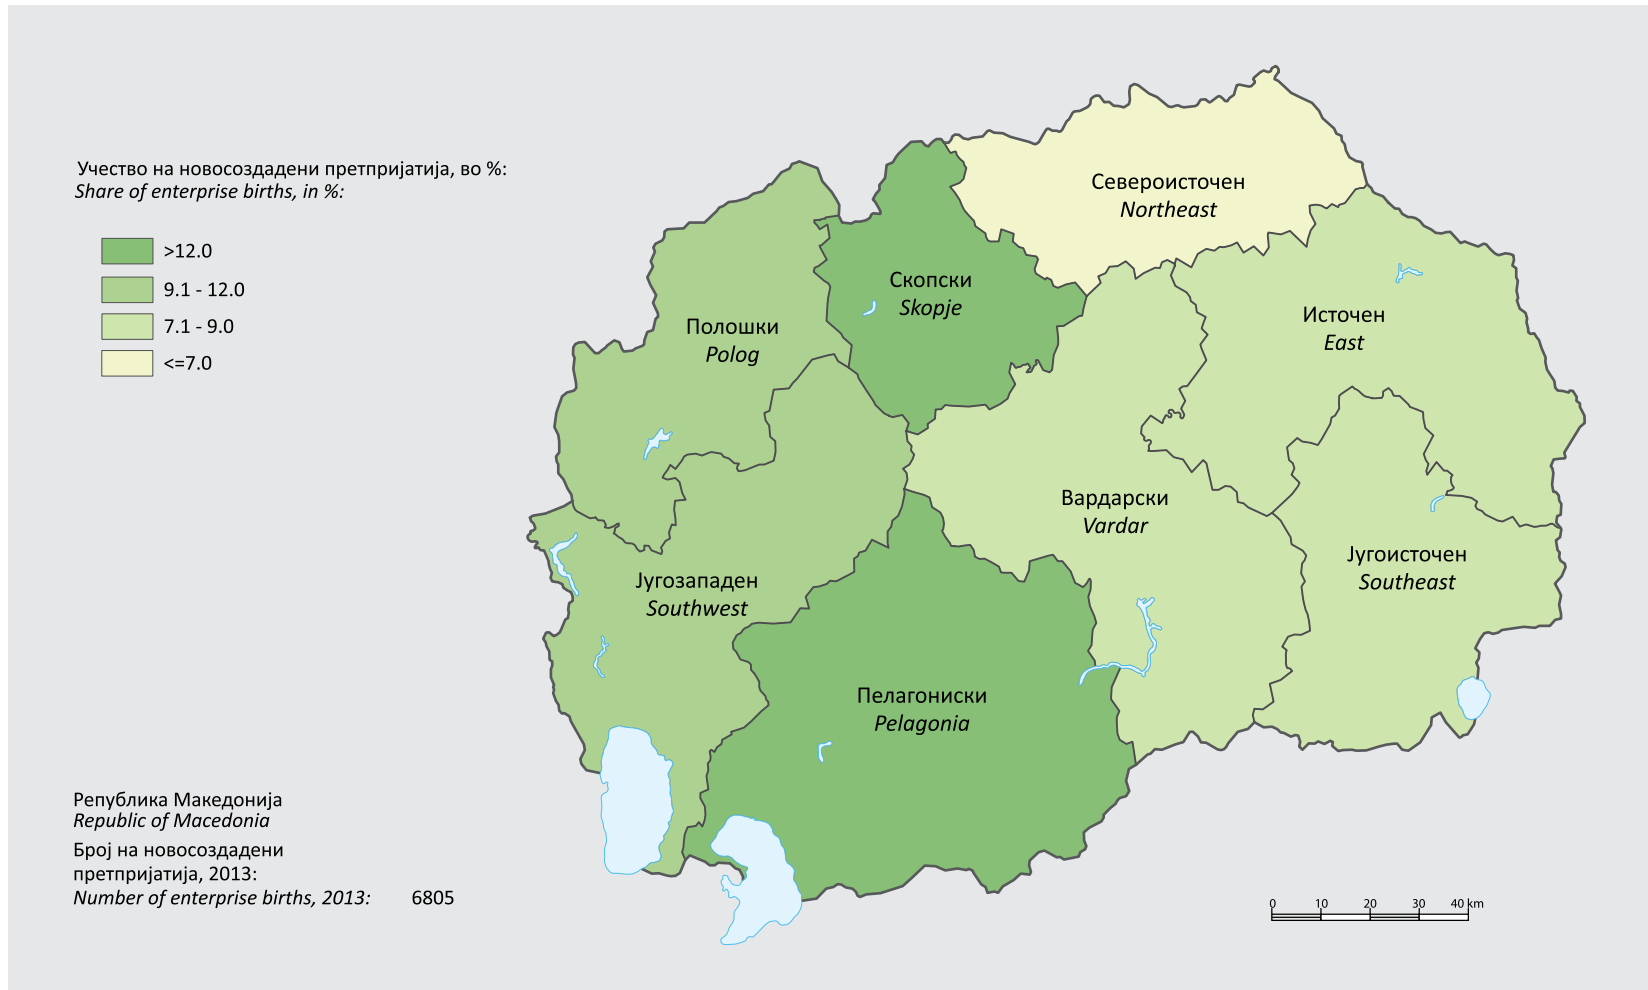 Учество на новосоздадени претпријатија, во %:
Share of enterprise births, in %:
>12.0
9.1 - 12.0
7.1 - 9.0
<=7.0
Североисточен
Northeast
Скопски
Skopje
Источен
East
Полошки
Polog
Вардарски
Vardar
Југоисточен
Southeast
Југозападен
Southwest
Пелагониски
Pelagonia
Република Македонија
Republic of Macedonia
Број на новосоздадени
претпријатија, 2013:
Number of enterprise births, 2013: 6805
0 10 20 30 40 km